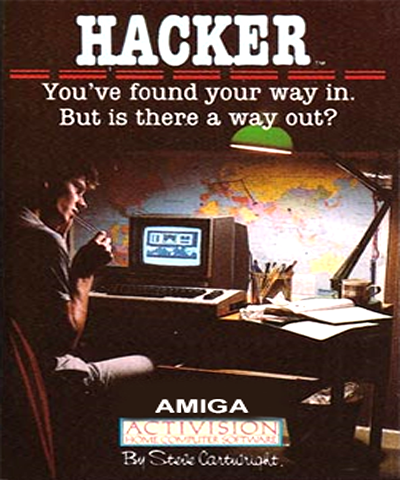 HACKER™
You've found your way in.
But is there a way out?
AMIGA
ACTIVISION
HOME COMPUTER SOFTWARE
By Steve Cartwright.